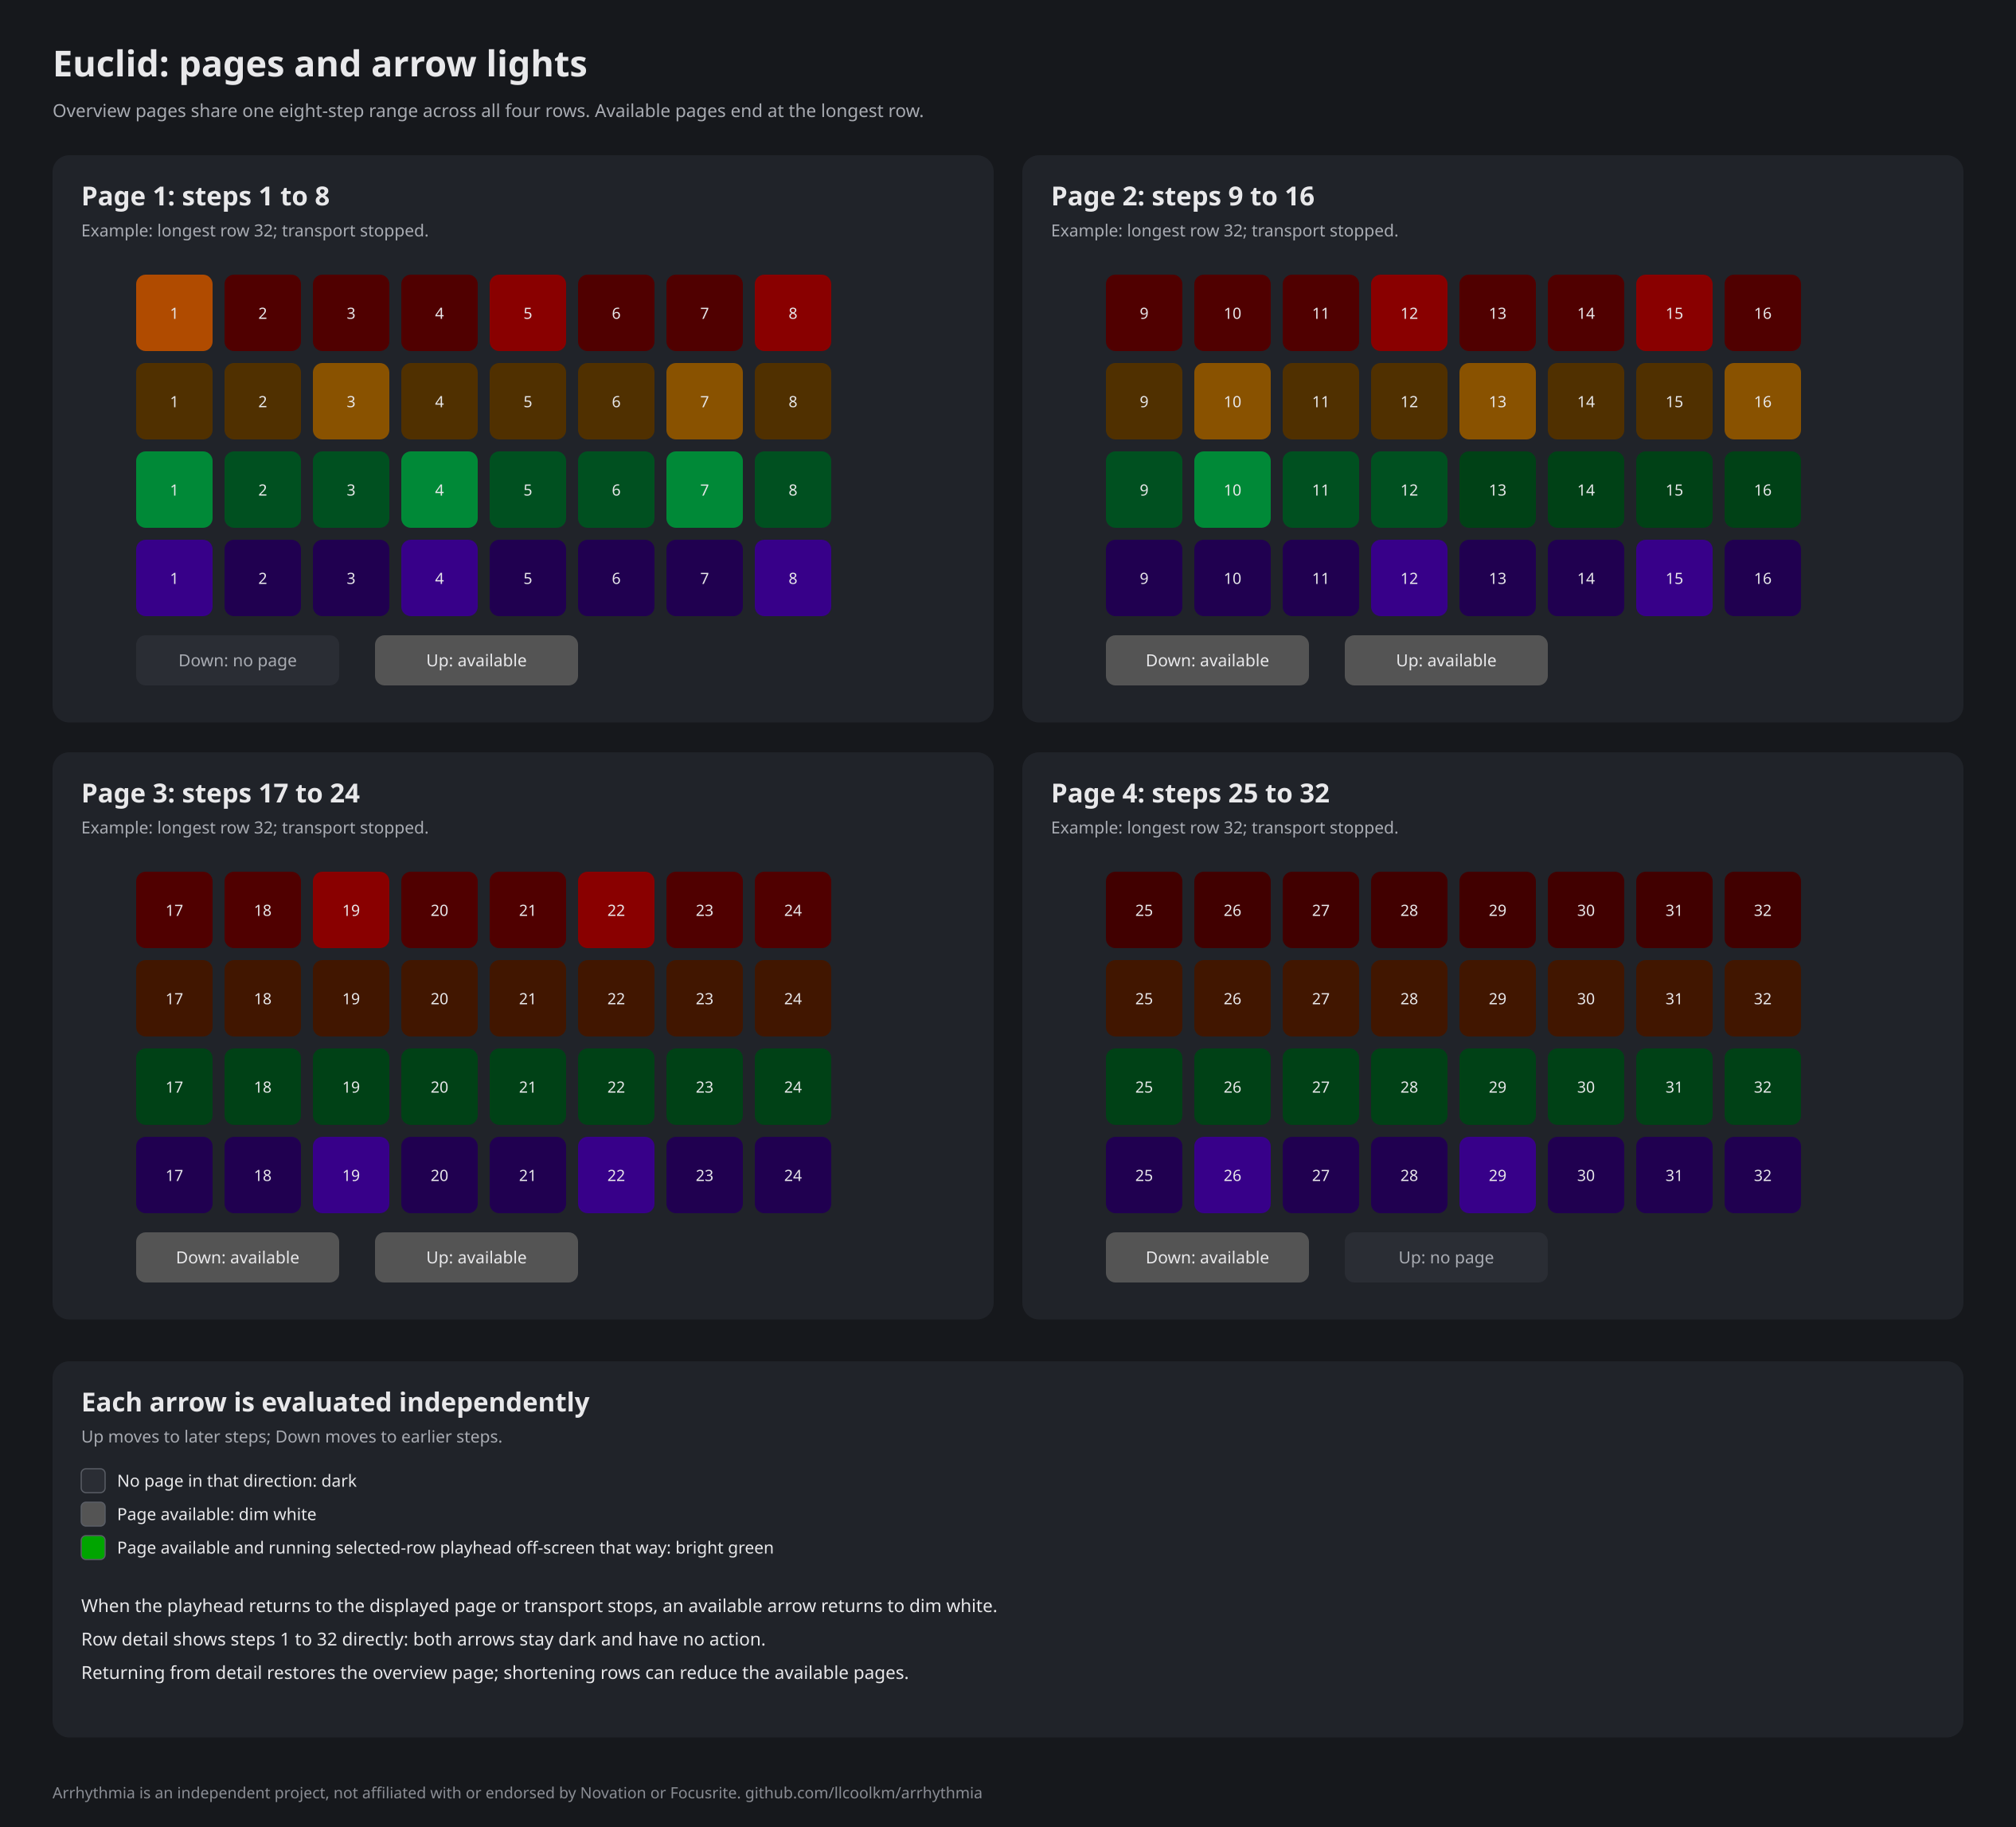 Euclid: pages and arrow lights
Overview pages share one eight-step range across all four rows. Available pages end at the longest row.
Page 1: steps 1 to 8
Example: longest row 32; transport stopped.
1 2 3 4 5 6 7 8
1 2 3 4 5 6 7 8
1 2 3 4 5 6 7 8
1 2 3 4 5 6 7 8
Down: no page
Up: available
Page 2: steps 9 to 16
Example: longest row 32; transport stopped.
9 10 11 12 13 14 15 16
9 10 11 12 13 14 15 16
9 10 11 12 13 14 15 16
9 10 11 12 13 14 15 16
Down: available
Up: available
Page 3: steps 17 to 24
Example: longest row 32; transport stopped.
17 18 19 20 21 22 23 24
17 18 19 20 21 22 23 24
17 18 19 20 21 22 23 24
17 18 19 20 21 22 23 24
Down: available
Up: available
Page 4: steps 25 to 32
Example: longest row 32; transport stopped.
25 26 27 28 29 30 31 32
25 26 27 28 29 30 31 32
25 26 27 28 29 30 31 32
25 26 27 28 29 30 31 32
Down: available
Up: no page
Each arrow is evaluated independently
Up moves to later steps; Down moves to earlier steps.
No page in that direction: dark
Page available: dim white
Page available and running selected-row playhead off-screen that way: bright green
When the playhead returns to the displayed page or transport stops, an available arrow returns to dim white.
Row detail shows steps 1 to 32 directly: both arrows stay dark and have no action.
Returning from detail restores the overview page; shortening rows can reduce the available pages.
Arrhythmia is an independent project, not affiliated with or endorsed by Novation or Focusrite. github.com/llcoolkm/arrhythmia